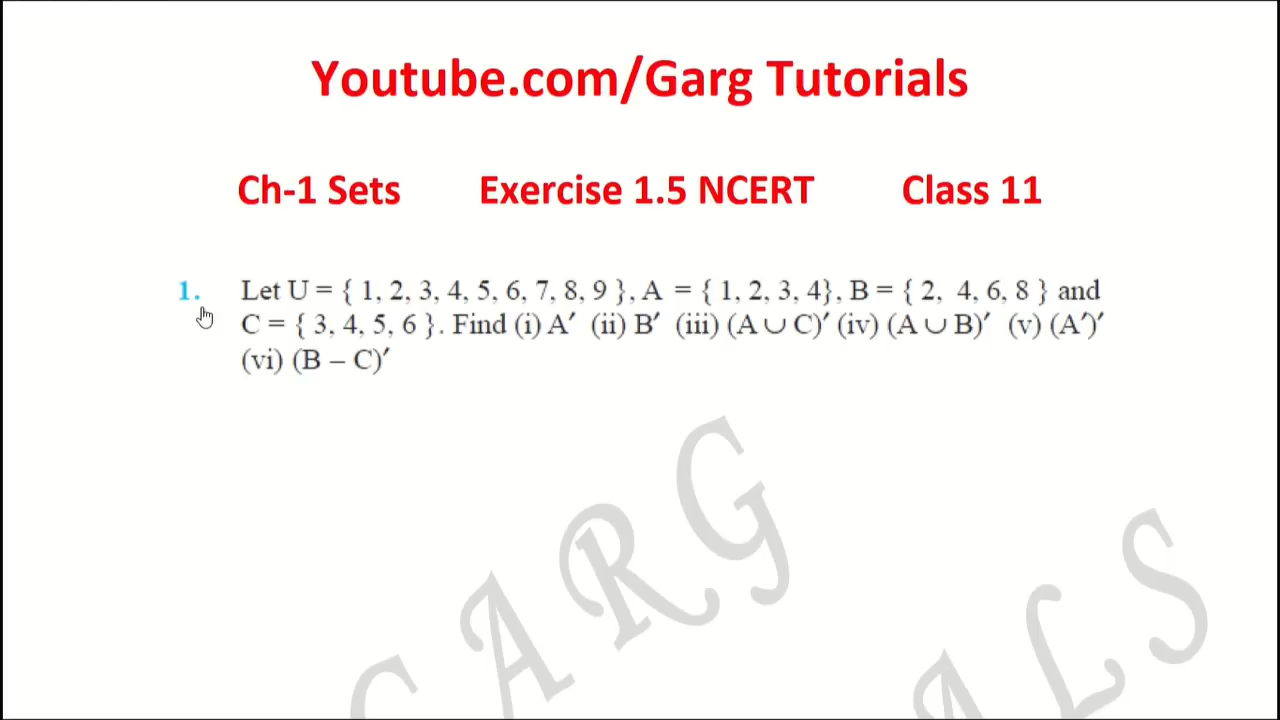 Youtube.com/Garg Tutorials
Ch-1 Sets Exercise 1.5 NCERT Class 11
1. Let U = { 1, 2, 3, 4, 5, 6, 7, 8, 9 }, A = { 1, 2, 3, 4}, B = { 2, 4, 6, 8 } and
C = { 3, 4, 5, 6 }. Find (i) A′ (ii) B′ (iii) (A ∪ C)′ (iv) (A ∪ B)′ (v) (A′)′
(vi) (B – C)′
GARG
ALS